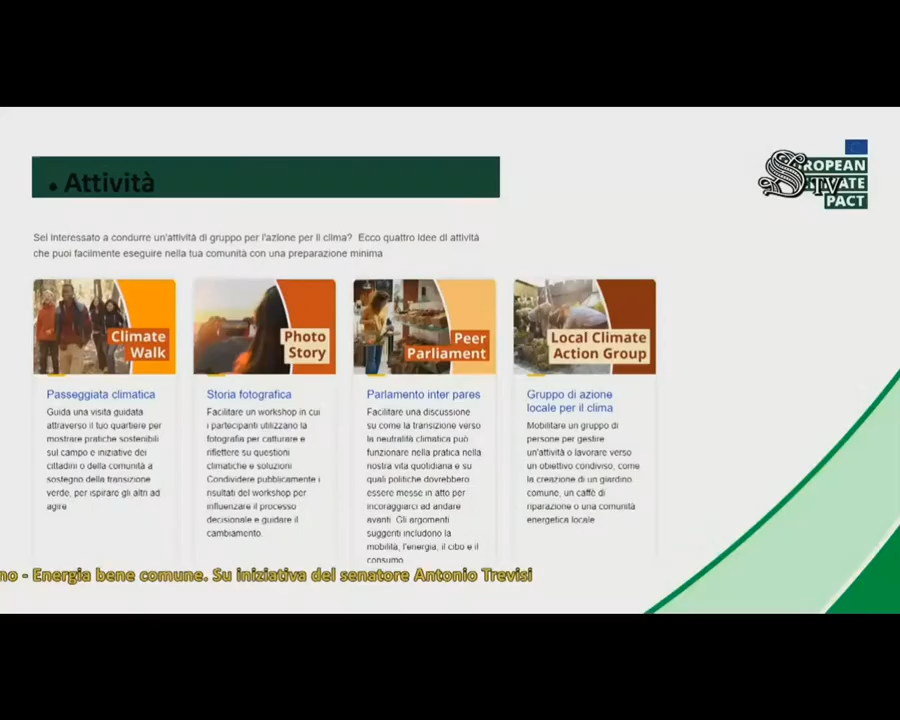 • Attività
ROPEAN
STV ATE
PACT
Sei interessato a condurre un'attività di gruppo per l'azione per il clima? Ecco quattro idee di attività
che puoi facilmente eseguire nella tua comunità con una preparazione minima
Climate
Walk
Passeggiata climatica
Guida una visita guidata
attraverso il tuo quartiere per
mostrare pratiche sostenibili
sul campo e iniziative dei
cittadini o della comunità a
sostegno della transizione
verde, per ispirare gli altri ad
agire
Photo
Story
Storia fotografica
Facilitare un workshop in cui
i partecipanti utilizzano la
fotografia per catturare e
riflettere su questioni
climatiche e soluzioni
Condividere pubblicamente i
risultati del workshop per
influenzare il processo
decisionale e guidare il
cambiamento.
Peer
Parliament
Parlamento inter pares
Facilitare una discussione
su come la transizione verso
la neutralità climatica può
funzionare nella pratica nella
nostra vita quotidiana e su
quali politiche dovrebbero
essere messe in atto per
incoraggiarci ad andare
avanti. Gli argomenti
suggeriti includono la
mobilità, l'energia, il cibo e il
consumo
Local Climate
Action Group
Gruppo di azione
locale per il clima
Mobilitare un gruppo di
persone per gestire
un'attività o lavorare verso
un obiettivo condiviso, come
la creazione di un giardino
comune, un caffè di
riparazione o una comunità
energetica locale
no - Energia bene comune. Su iniziativa del senatore Antonio Trevisi